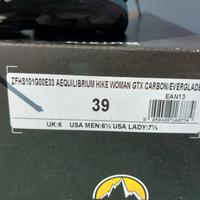 ZFHS101G00E33 AEQUILIBRIUM HIKE WOMAN GTX CARBON/EVERGLADE
EAN13
39
UK:6 USA MEN:6½ USA LADY:7½